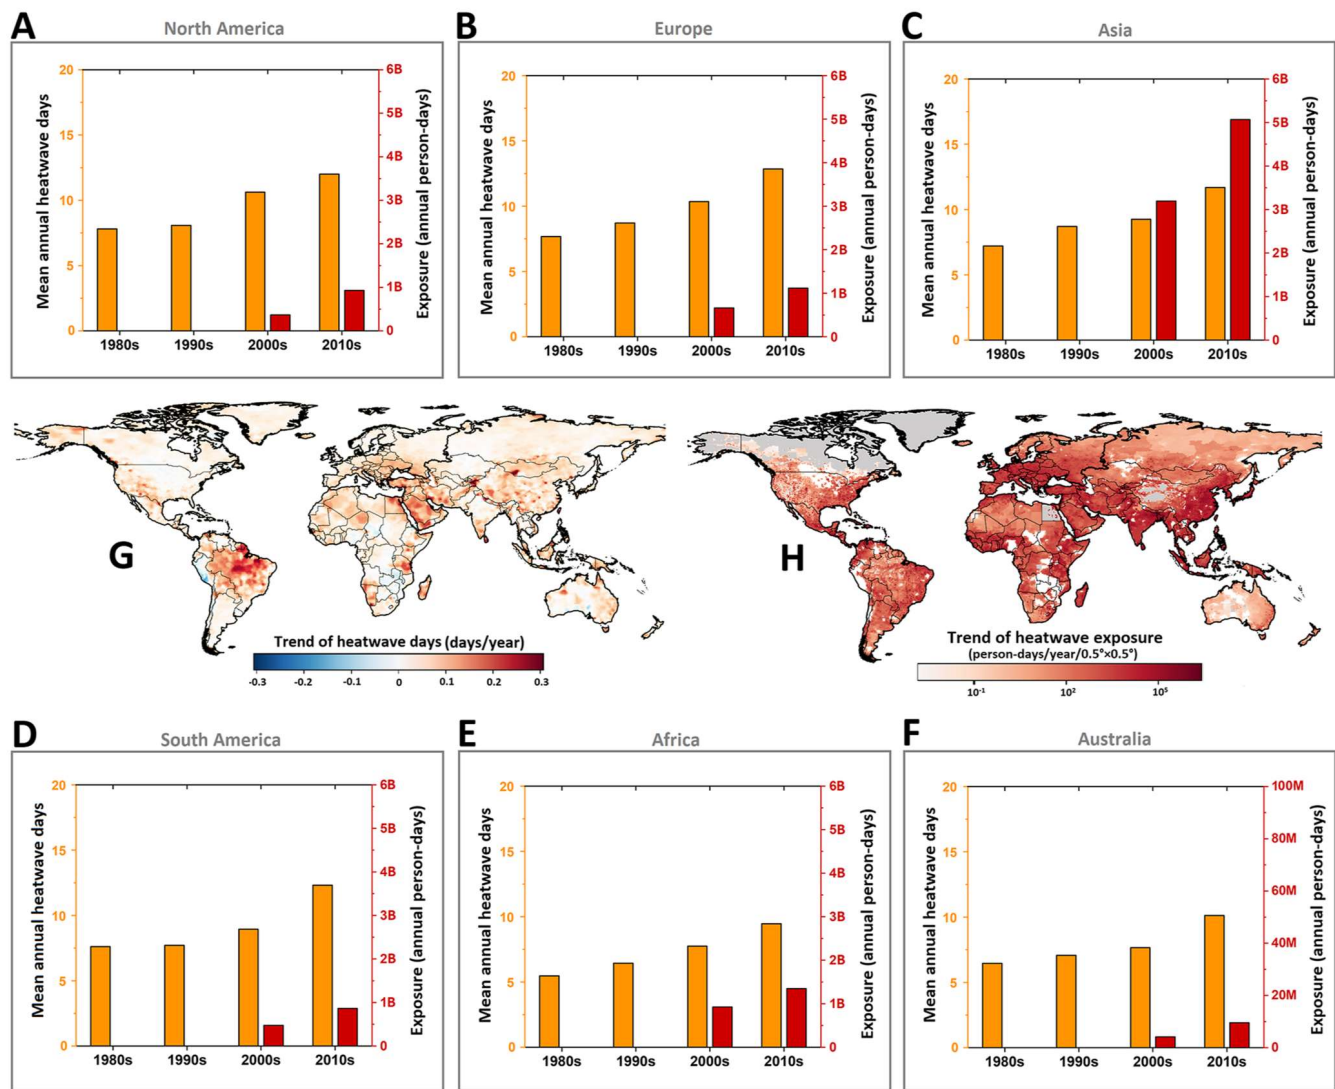 A
North America
20
15
10
5
0
Mean annual heatwave days
6B
5B
4B
3B
2B
1B
0
Exposure (annual person-days)
1980s 1990s 2000s 2010s
B
Europe
20
15
10
5
0
Mean annual heatwave days
6B
5B
4B
3B
2B
1B
0
Exposure (annual person-days)
1980s 1990s 2000s 2010s
C
Asia
20
15
10
5
0
Mean annual heatwave days
6B
5B
4B
3B
2B
1B
0
Exposure (annual person-days)
1980s 1990s 2000s 2010s
G
Trend of heatwave days (days/year)
-0.3 -0.2 -0.1 0 0.1 0.2 0.3
H
Trend of heatwave exposure
(person-days/year/0.5°×0.5°)
10⁻¹ 10² 10⁵
D
South America
20
15
10
5
0
Mean annual heatwave days
6B
5B
4B
3B
2B
1B
0
Exposure (annual person-days)
1980s 1990s 2000s 2010s
E
Africa
20
15
10
5
0
Mean annual heatwave days
6B
5B
4B
3B
2B
1B
0
Exposure (annual person-days)
1980s 1990s 2000s 2010s
F
Australia
20
15
10
5
0
Mean annual heatwave days
100M
80M
60M
40M
20M
0
Exposure (annual person-days)
1980s 1990s 2000s 2010s